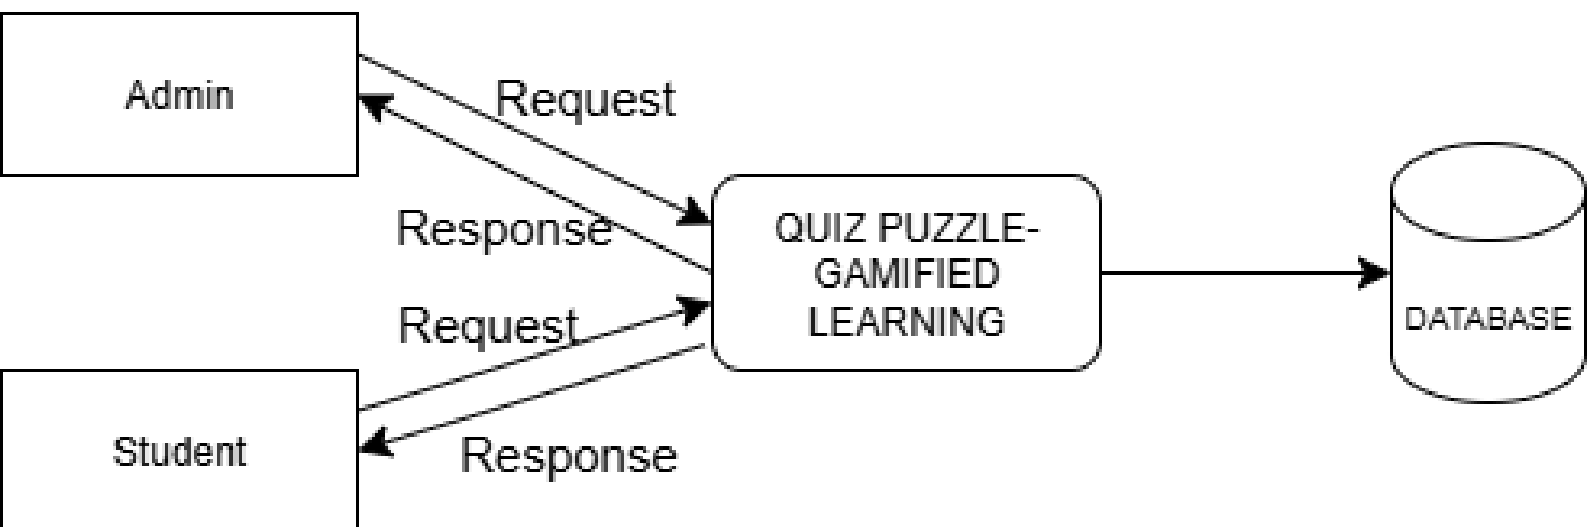 Admin
Request
Response
QUIZ PUZZLE-
GAMIFIED
LEARNING
DATABASE
Request
Student
Response